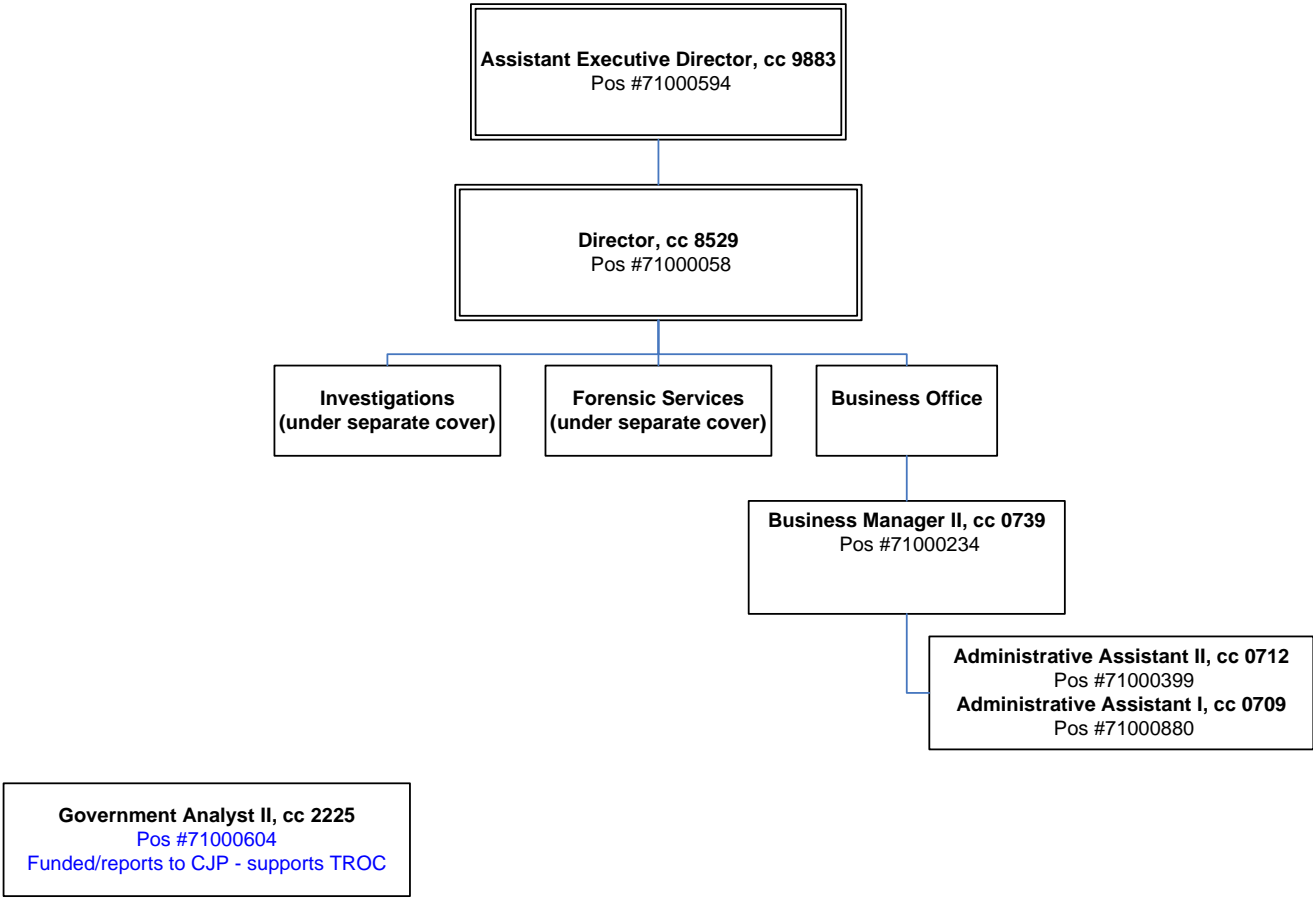 Assistant Executive Director, cc 9883
Pos #71000594
Director, cc 8529
Pos #71000058
Investigations
(under separate cover)
Forensic Services
(under separate cover)
Business Office
Business Manager II, cc 0739
Pos #71000234
Administrative Assistant II, cc 0712
Pos #71000399
Administrative Assistant I, cc 0709
Pos #71000880
Government Analyst II, cc 2225
Pos #71000604
Funded/reports to CJP - supports TROC